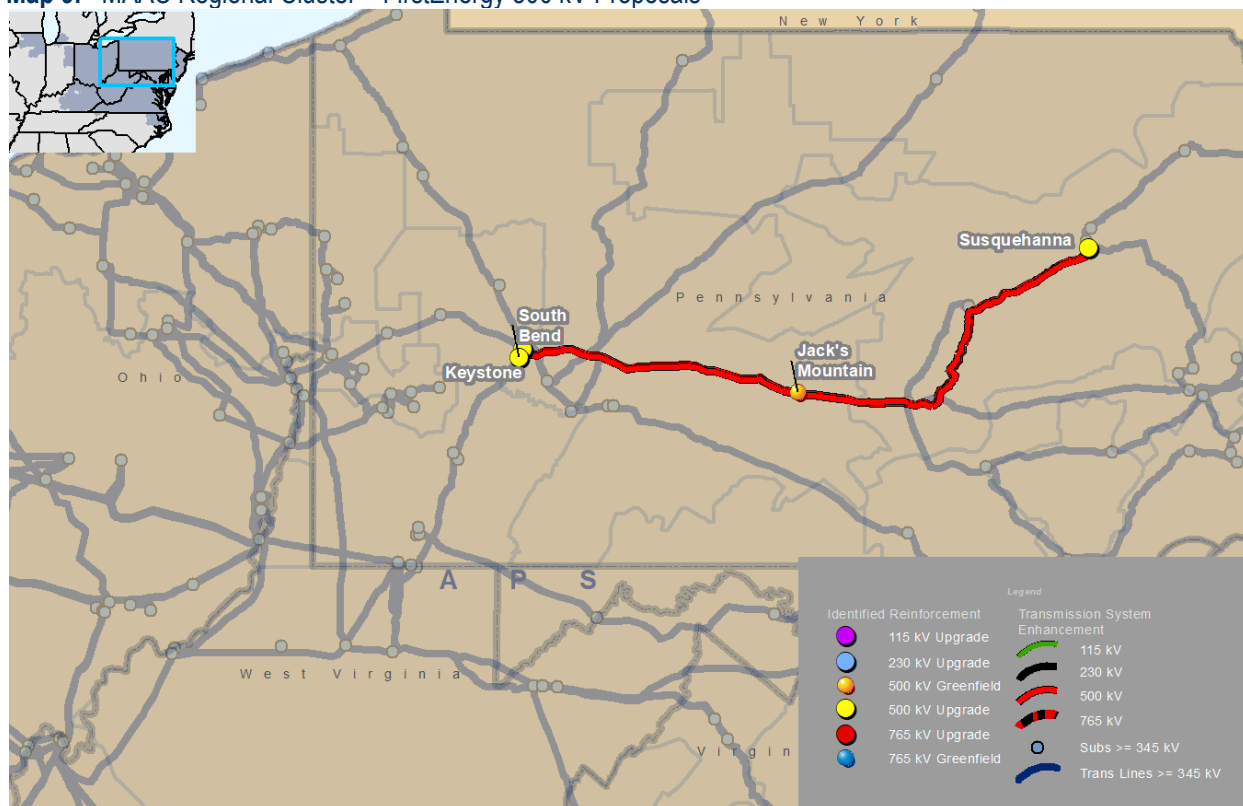 MAAC Regional Cluster – FirstEnergy 500 kV Proposals
New York
Susquehanna
Pennsylvania
South
Bend
Keystone
Jack's
Mountain
Ohio
A P S
West Virginia
Virgin
Legend
Identified Reinforcement
115 kV Upgrade
230 kV Upgrade
500 kV Greenfield
500 kV Upgrade
765 kV Upgrade
765 kV Greenfield
Transmission System
Enhancement
115 kV
230 kV
500 kV
765 kV
Subs >= 345 kV
Trans Lines >= 345 kV